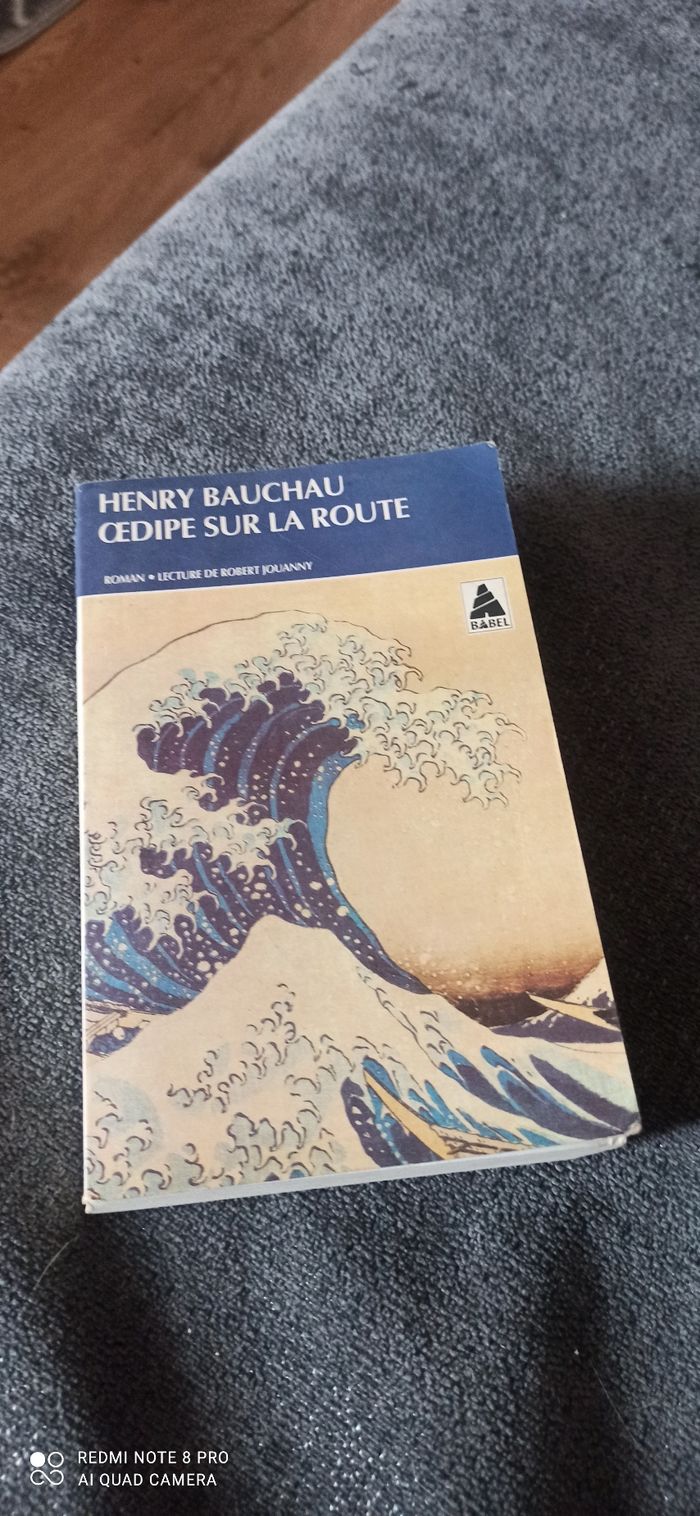 HENRY BAUCHAU
ŒDIPE SUR LA ROUTE
ROMAN • LECTURE DE ROBERT JOUANNY
BABEL
REDMI NOTE 8 PRO
AI QUAD CAMERA